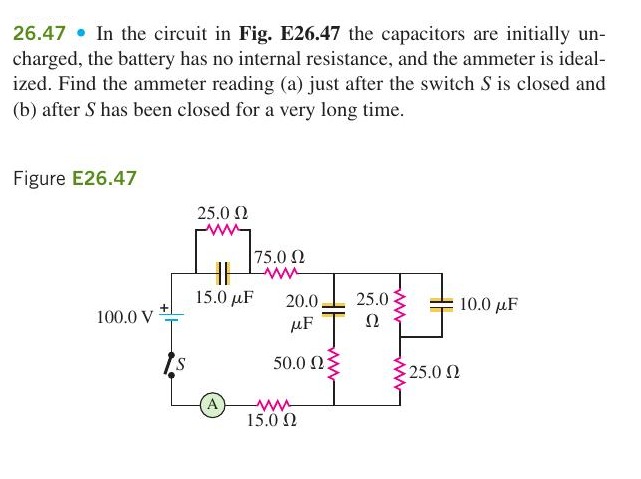 26.47 • In the circuit in Fig. E26.47 the capacitors are initially un-
charged, the battery has no internal resistance, and the ammeter is ideal-
ized. Find the ammeter reading (a) just after the switch S is closed and
(b) after S has been closed for a very long time.
Figure E26.47
25.0 Ω
75.0 Ω
15.0 μF
20.0
μF
25.0
Ω
10.0 μF
100.0 V
+
S
50.0 Ω
25.0 Ω
A
15.0 Ω